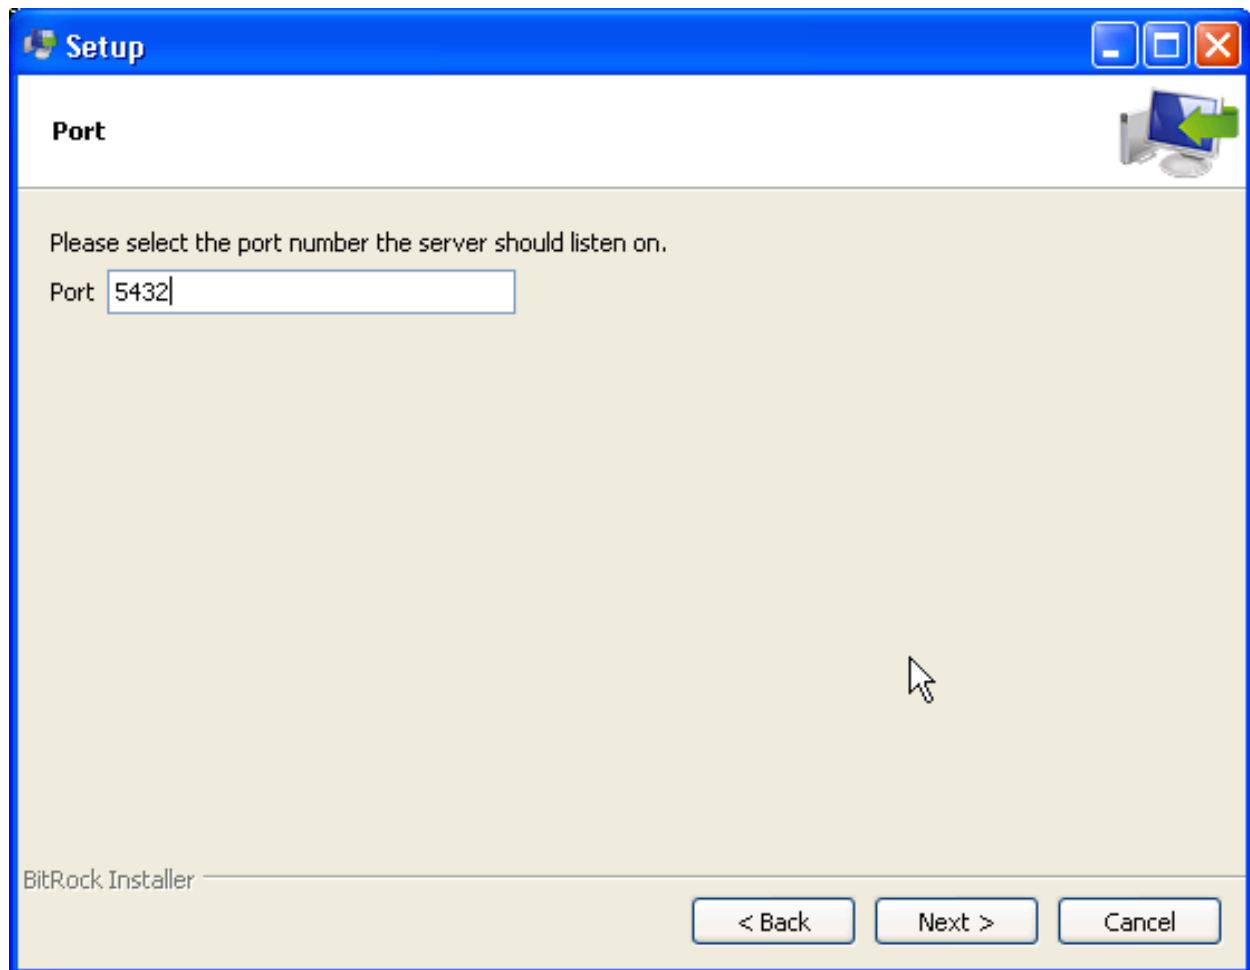 Setup
Port
Please select the port number the server should listen on.
Port 5432
BitRock Installer
< Back Next > Cancel